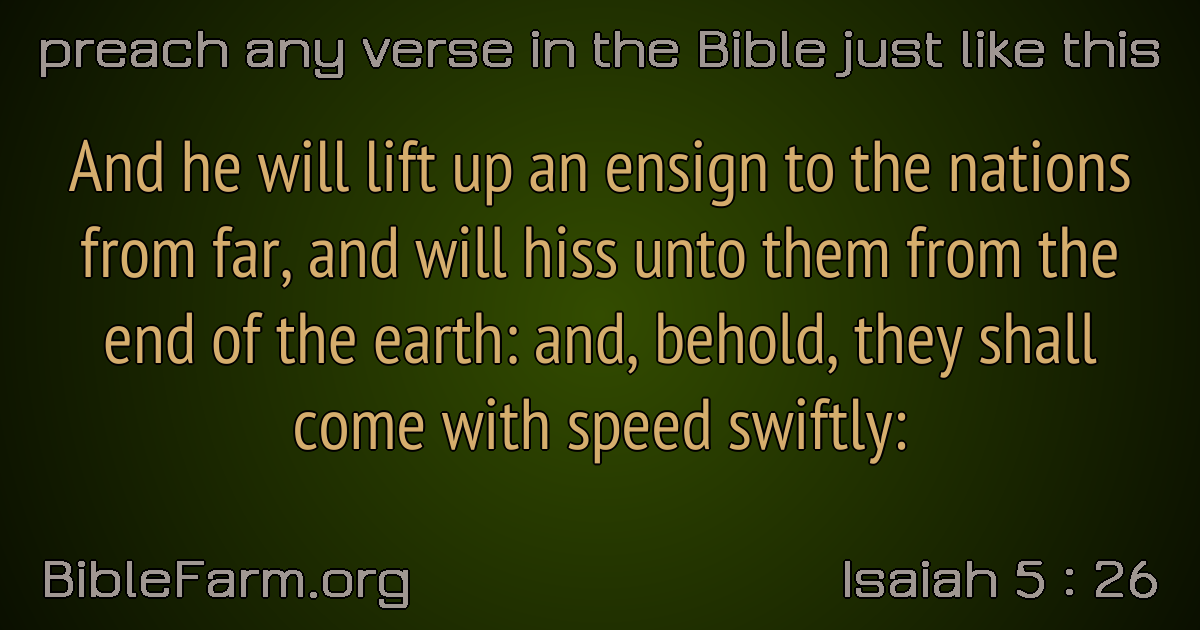 preach any verse in the Bible just like this
And he will lift up an ensign to the nations
from far, and will hiss unto them from the
end of the earth: and, behold, they shall
come with speed swiftly:
BibleFarm.org
Isaiah 5 : 26